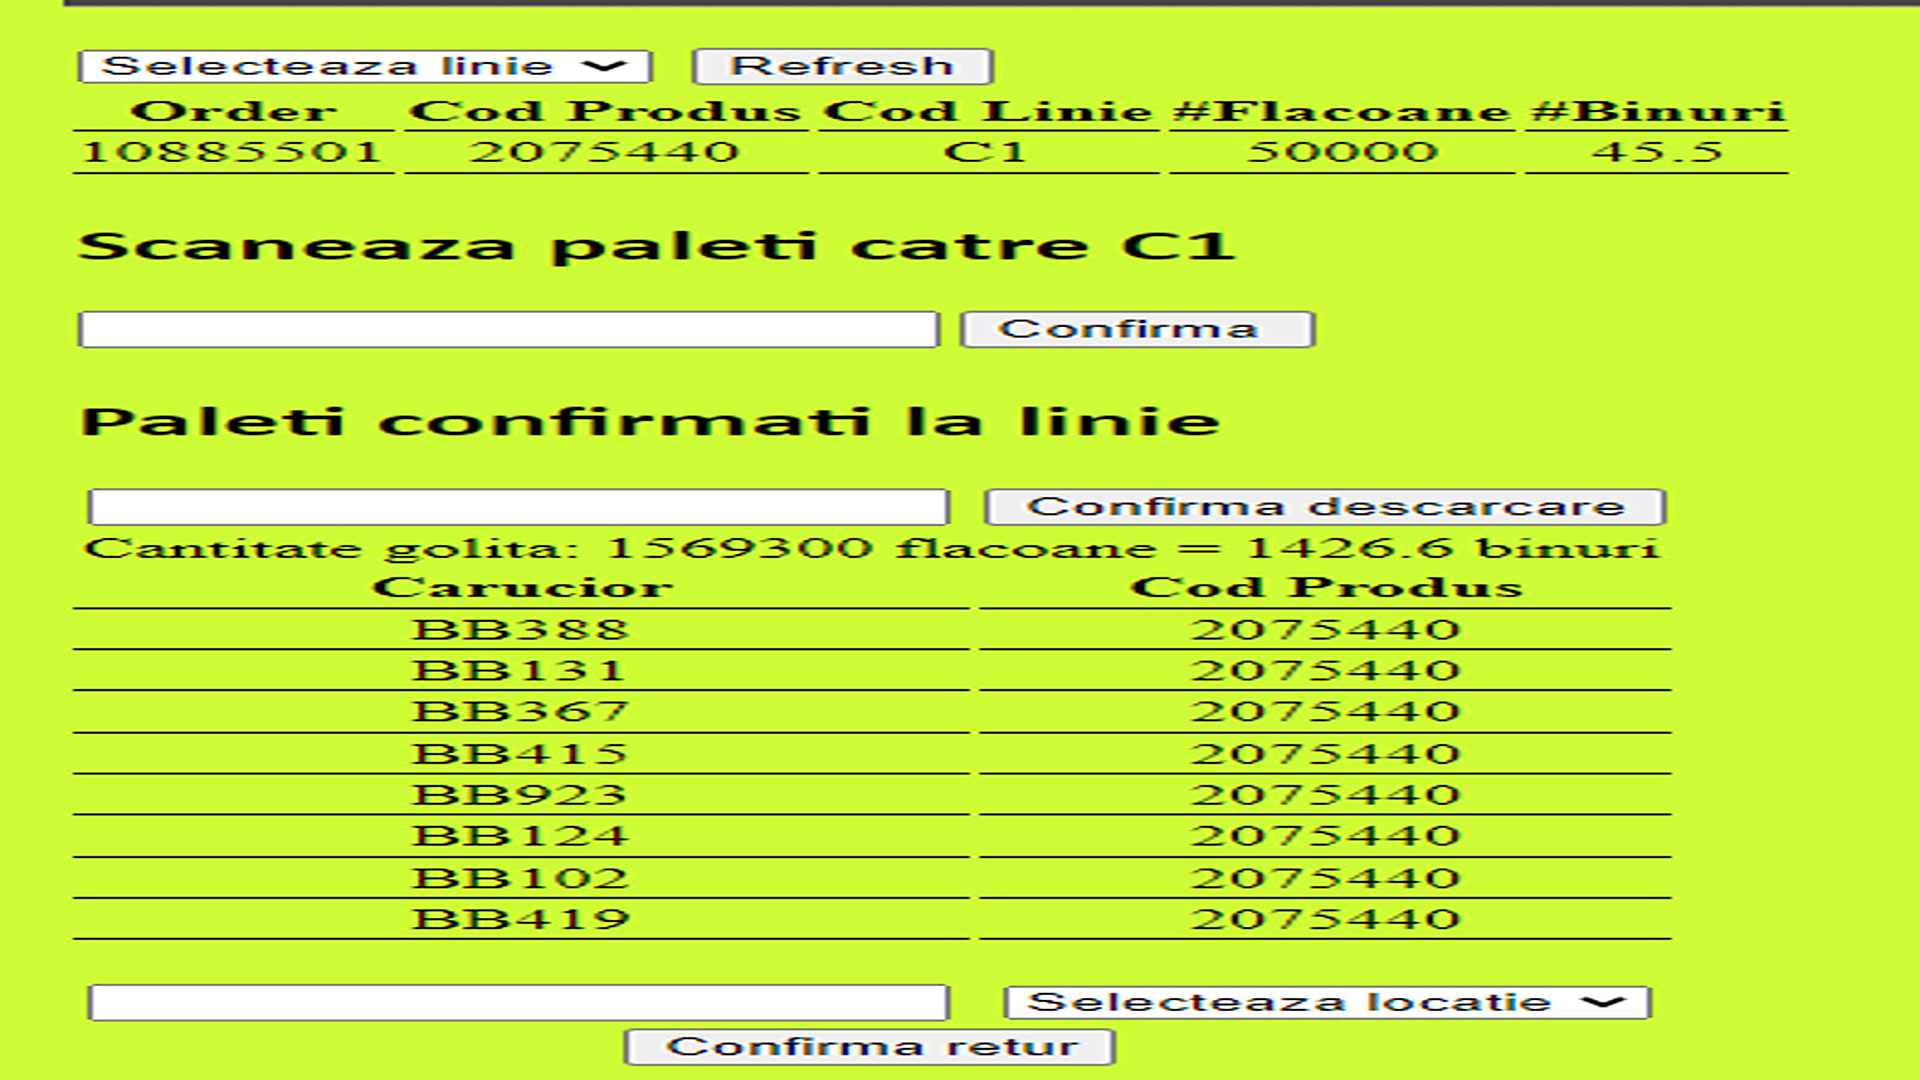 Selecteaza linie Refresh
Order Cod Produs Cod Linie #Flacoane #Binuri
10885501 2075440 C1 50000 45.5
Scaneaza paleti catre C1
Confirma
Paleti confirmati la linie
Confirma descarcare
Cantitate golita: 1569300 flacoane = 1426.6 binuri
Carucior Cod Produs
BB388 2075440
BB131 2075440
BB367 2075440
BB415 2075440
BB923 2075440
BB124 2075440
BB102 2075440
BB419 2075440
Selecteaza locatie
Confirma retur